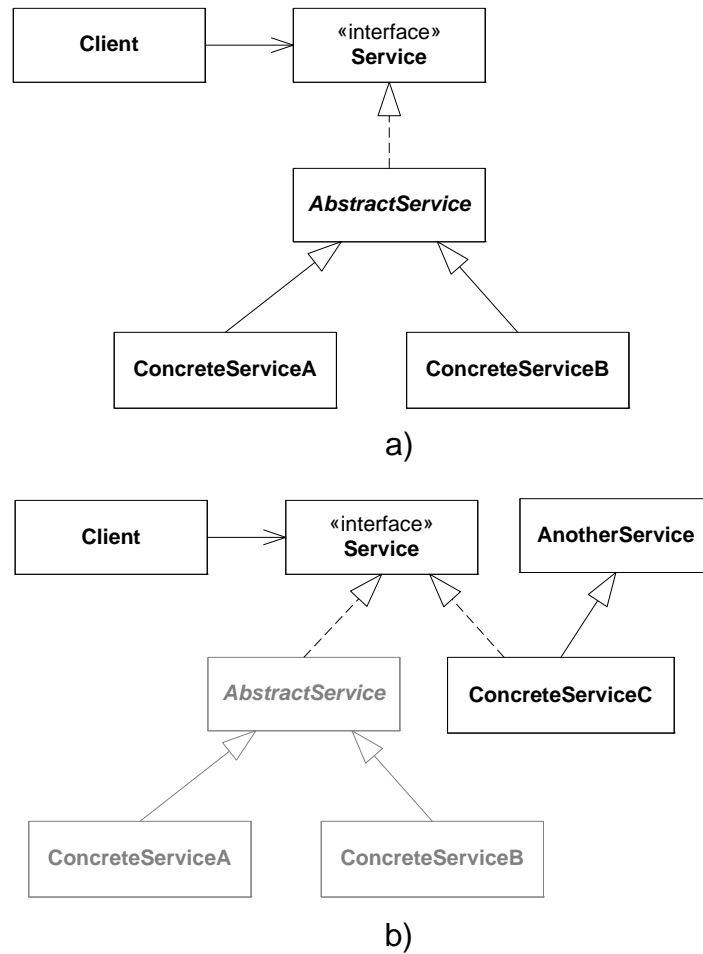 Client
«interface»
Service
AbstractService
ConcreteServiceA
ConcreteServiceB
a)
Client
«interface»
Service
AnotherService
AbstractService
ConcreteServiceC
ConcreteServiceA
ConcreteServiceB
b)